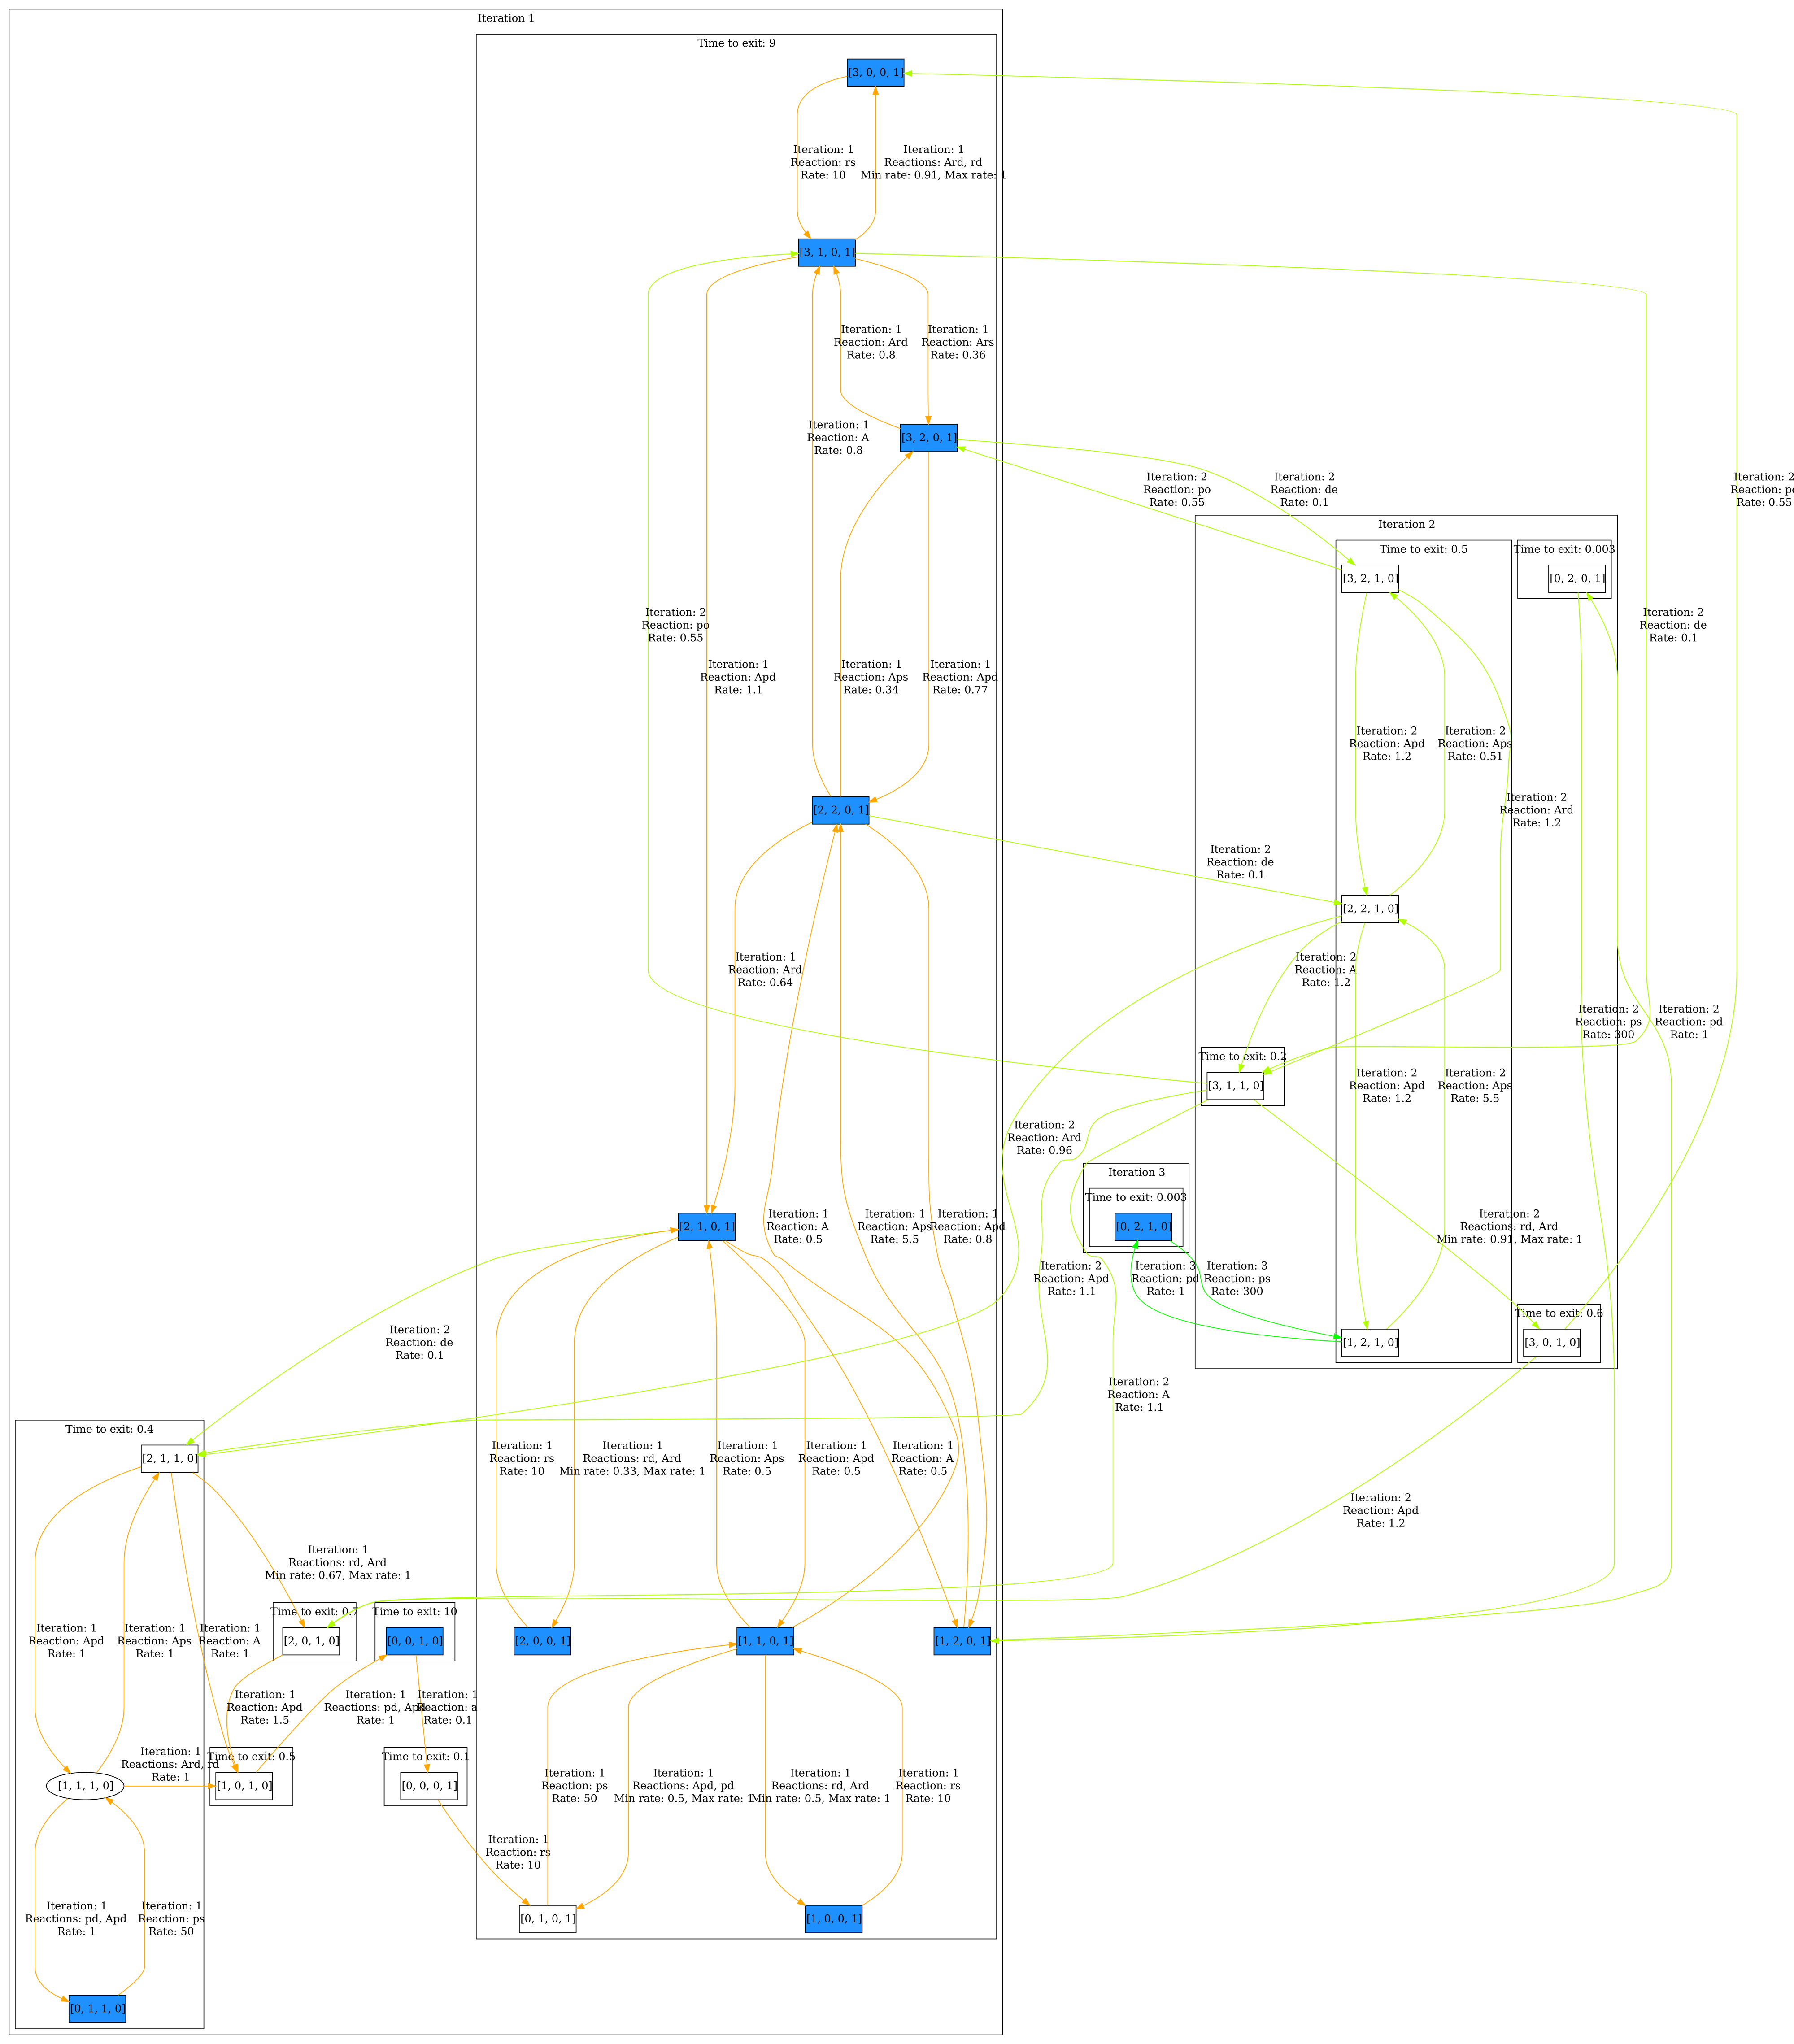 Iteration 1
Time to exit: 9
[3, 0, 0, 1]
Iteration: 1
Reaction: rs
Rate: 10
Iteration: 1
Reactions: Ard, rd
Min rate: 0.91, Max rate: 1
[3, 1, 0, 1]
Iteration: 1
Reaction: Ard
Rate: 0.8
Iteration: 1
Reaction: Ars
Rate: 0.36
Iteration: 1
Reaction: A
Rate: 0.8
[3, 2, 0, 1]
Iteration: 2
Reaction: po
Rate: 0.55
Iteration: 2
Reaction: de
Rate: 0.1
Iteration: 2
Rate: 0.55
Iteration 2
Time to exit: 0.5
Time to exit: 0.003
[3, 2, 1, 0]
[0, 2, 0, 1]
Iteration: 2
Reaction: po
Rate: 0.55
Iteration: 2
Reaction: de
Rate: 0.1
Iteration: 1
Reaction: Apd
Rate: 1.1
Iteration: 1
Reaction: Aps
Rate: 0.34
Iteration: 1
Reaction: Apd
Rate: 0.77
Iteration: 2
Reaction: Apd
Rate: 1.2
Iteration: 2
Reaction: Aps
Rate: 0.51
Iteration: 2
Reaction: Ard
Rate: 1.2
[2, 2, 0, 1]
Iteration: 2
Reaction: de
Rate: 0.1
[2, 2, 1, 0]
Iteration: 1
Reaction: Ard
Rate: 0.64
Iteration: 2
Reaction: A
Rate: 1.2
Iteration: 2
Reaction: ps
Rate: 300
Iteration: 2
Reaction: pd
Rate: 1
Time to exit: 0.2
[3, 1, 1, 0]
Iteration: 2
Reaction: Apd
Rate: 1.2
Iteration: 2
Reaction: Aps
Rate: 5.5
Iteration: 2
Reaction: Ard
Rate: 0.96
Iteration 3
Time to exit: 0.003
[0, 2, 1, 0]
[2, 1, 0, 1]
Iteration: 1
Reaction: A
Rate: 0.5
Iteration: 1
Reaction: Aps
Rate: 5.5
Iteration: 1
Reaction: Apd
Rate: 0.8
Iteration: 2
Reactions: rd, Ard
Min rate: 0.91, Max rate: 1
Iteration: 2
Reaction: Apd
Rate: 1.1
Iteration: 3
Reaction: pd
Rate: 1
Iteration: 3
Reaction: ps
Rate: 300
Time to exit: 0.6
[1, 2, 1, 0]
[3, 0, 1, 0]
Iteration: 2
Reaction: de
Rate: 0.1
Iteration: 2
Reaction: A
Rate: 1.1
Time to exit: 0.4
[2, 1, 1, 0]
Iteration: 1
Reaction: rs
Rate: 10
Iteration: 1
Reactions: rd, Ard
Min rate: 0.33, Max rate: 1
Iteration: 1
Reaction: Aps
Rate: 0.5
Iteration: 1
Reaction: Apd
Rate: 0.5
Iteration: 1
Reaction: A
Rate: 0.5
Iteration: 2
Reaction: Apd
Rate: 1.2
Iteration: 1
Reactions: rd, Ard
Min rate: 0.67, Max rate: 1
Iteration: 1
Reaction: Apd
Rate: 1
Iteration: 1
Reaction: Aps
Rate: 1
Iteration: 1
Reaction: A
Rate: 1
Time to exit: 0.7
[2, 0, 1, 0]
Time to exit: 10
[0, 0, 1, 0]
[2, 0, 0, 1]
[1, 1, 0, 1]
[1, 2, 0, 1]
Iteration: 1
Reaction: Apd
Rate: 1.5
Iteration: 1
Reactions: pd, Apd
Rate: 1
Iteration: 1
Reaction: a
Rate: 0.1
Iteration: 1
Reactions: Ard, rd
Rate: 1
[1, 1, 1, 0]
Time to exit: 0.5
[1, 0, 1, 0]
Time to exit: 0.1
[0, 0, 0, 1]
Iteration: 1
Reaction: ps
Rate: 50
Iteration: 1
Reactions: Apd, pd
Min rate: 0.5, Max rate: 1
Iteration: 1
Reactions: rd, Ard
Min rate: 0.5, Max rate: 1
Iteration: 1
Reaction: rs
Rate: 10
Iteration: 1
Reaction: rs
Rate: 10
Iteration: 1
Reactions: pd, Apd
Rate: 1
Iteration: 1
Reaction: ps
Rate: 50
[0, 1, 0, 1]
[1, 0, 0, 1]
[0, 1, 1, 0]